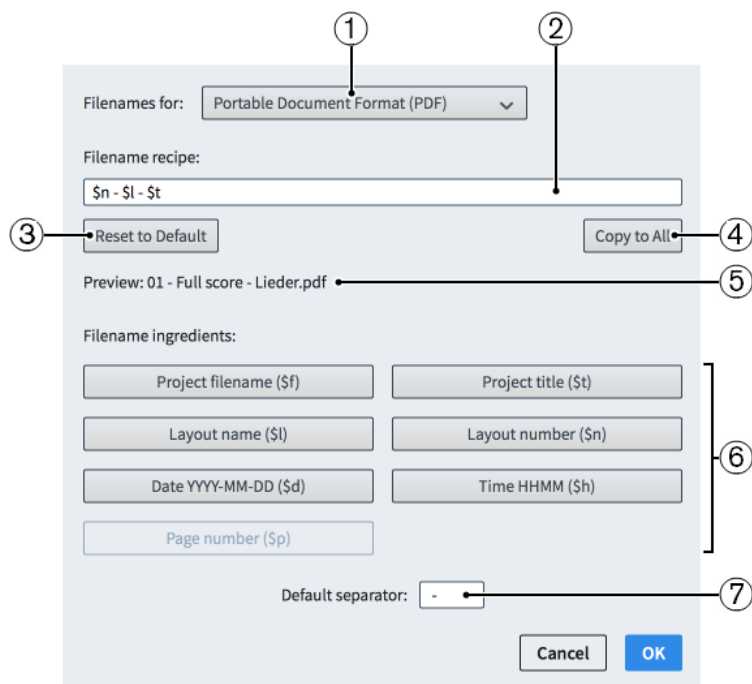 ① ②
Filenames for: Portable Document Format (PDF)
Filename recipe:
$n - $l - $t
③ Reset to Default Copy to All ④
Preview: 01 - Full score - Lieder.pdf ⑤
Filename ingredients:
Project filename ($f) Project title ($t)
Layout name ($l) Layout number ($n)
⑥
Date YYYY-MM-DD ($d) Time HHMM ($h)
Page number ($p)
Default separator: - ⑦
Cancel OK